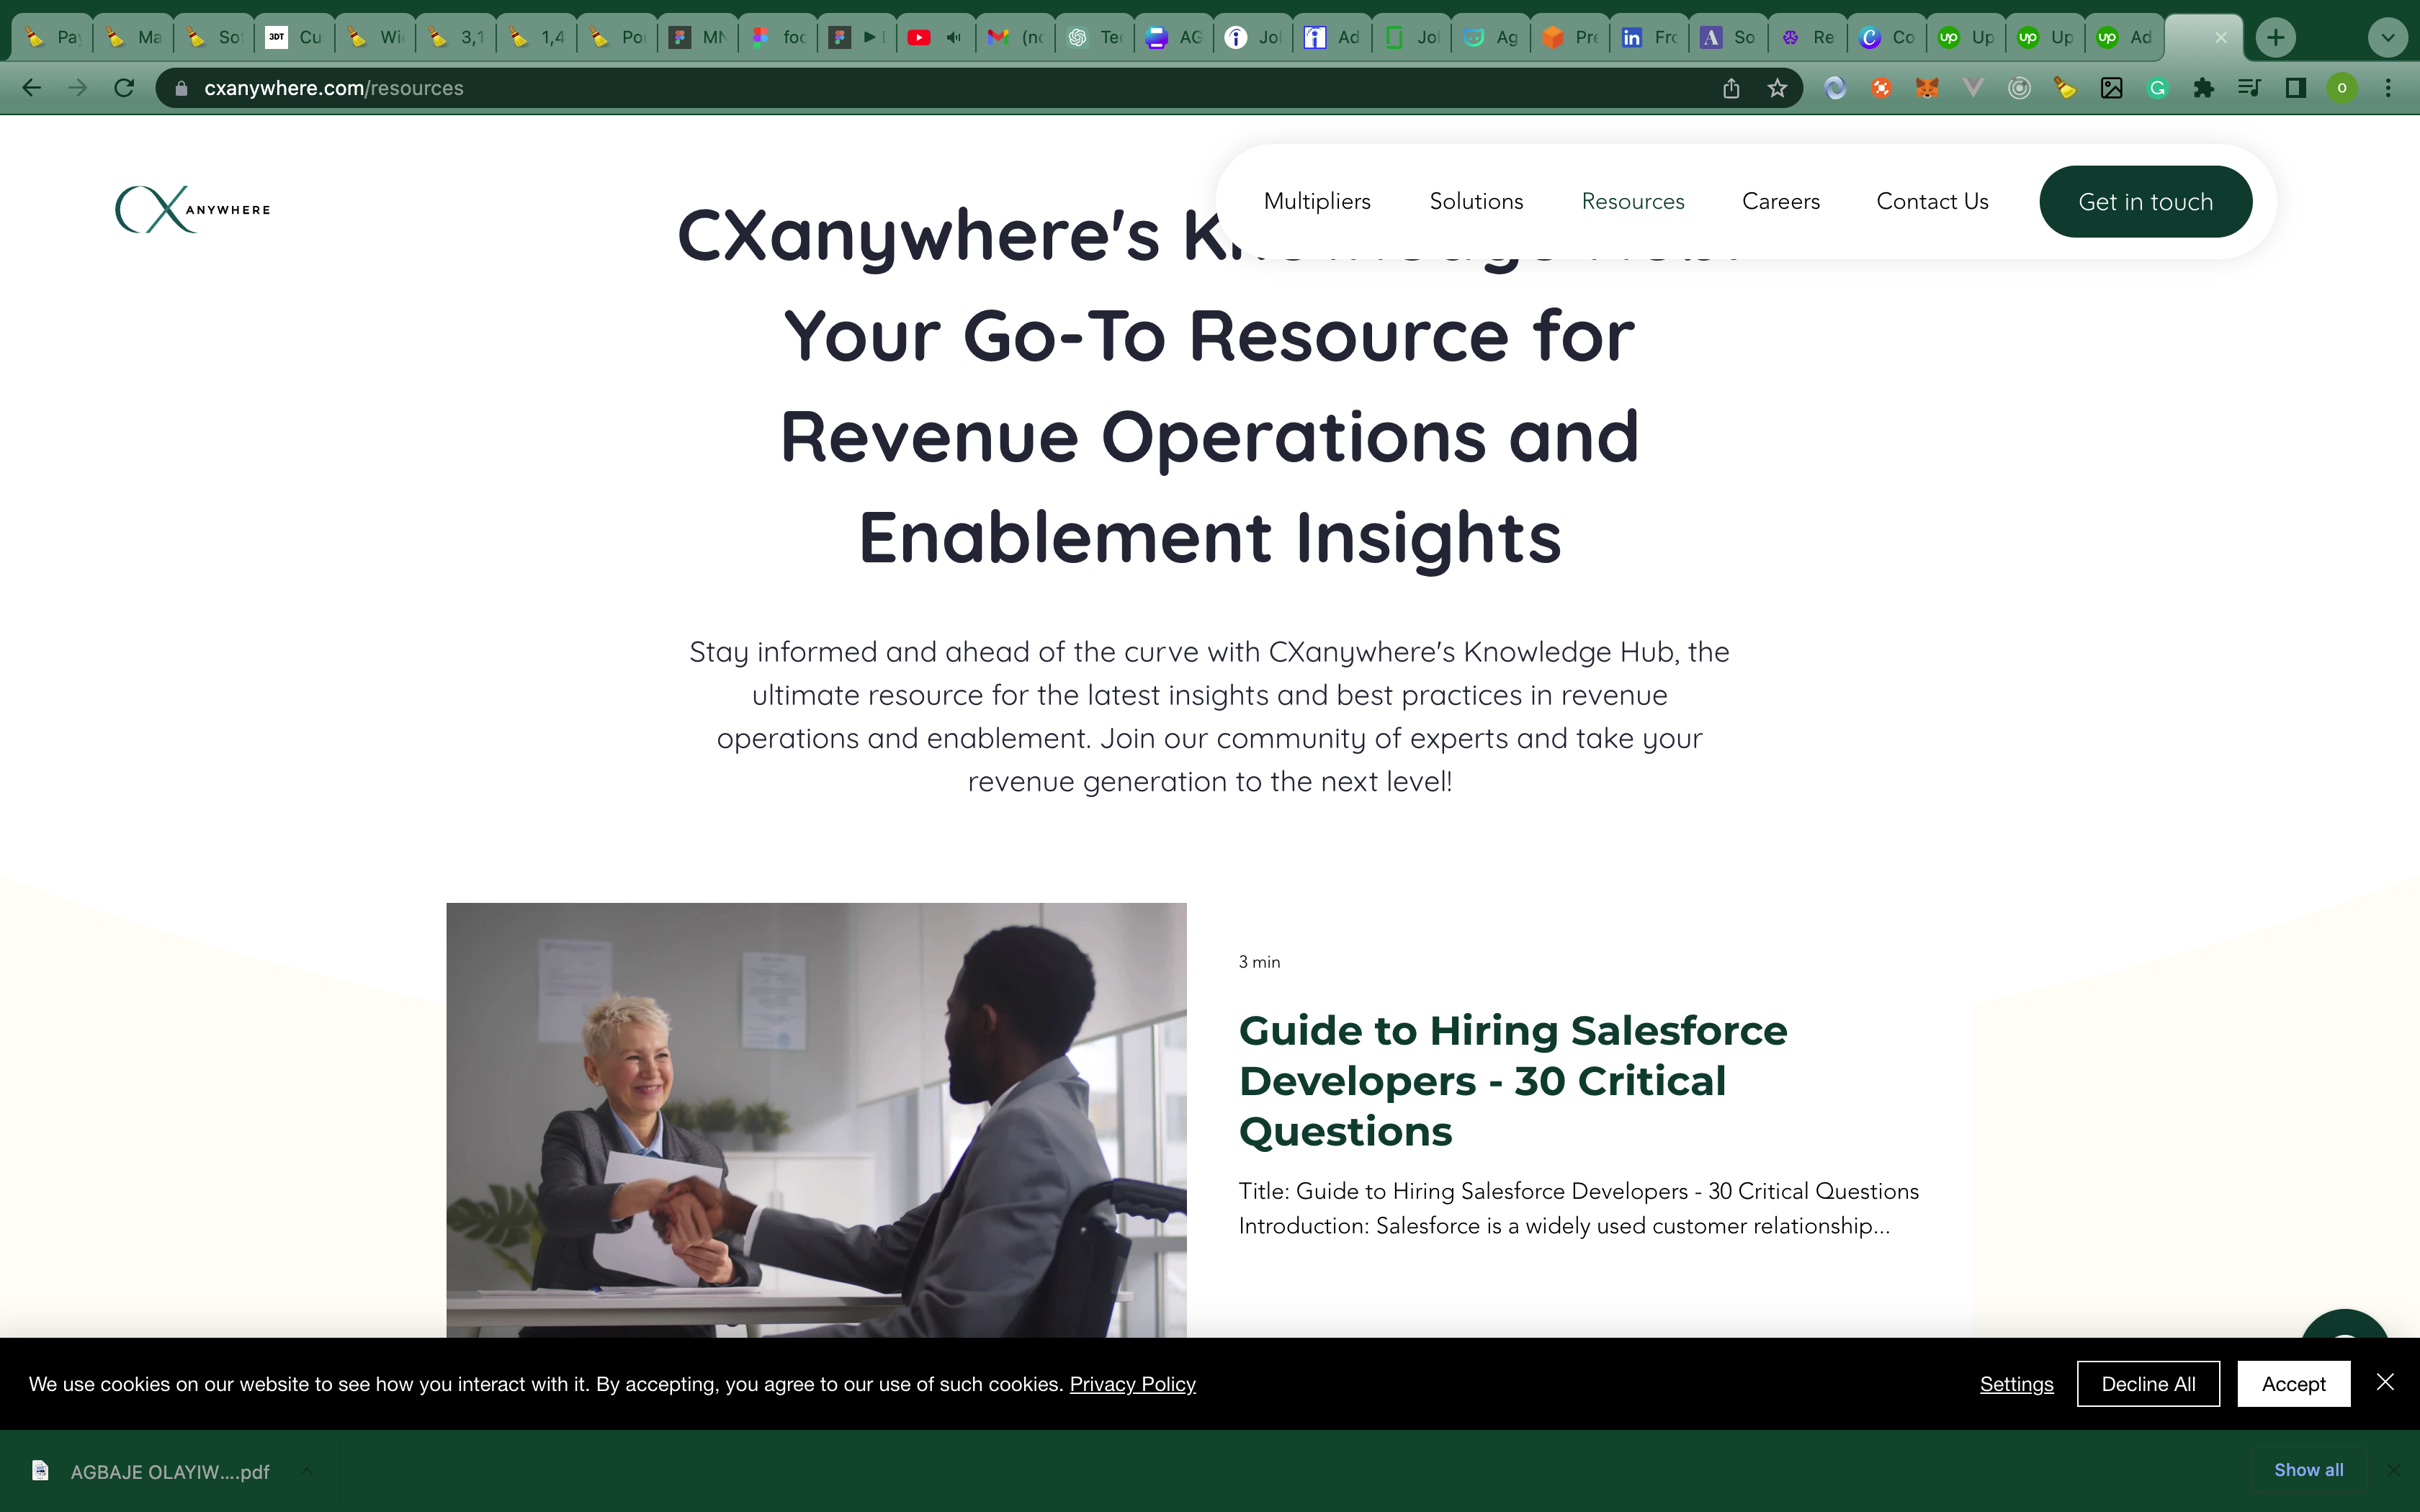 Pa Ma So 3DT Cu Wi 3,1 1,4 Po MN foc (no Te AG Jol Ad Jol Ag Pre in Fro A So Re Co up Up up Up up Ad
cxanywhere.com/resources
CX ANYWHERE
Multipliers Solutions Resources Careers Contact Us Get in touch
CXanywhere's
Your Go-To Resource for
Revenue Operations and
Enablement Insights
Stay informed and ahead of the curve with CXanywhere's Knowledge Hub, the
ultimate resource for the latest insights and best practices in revenue
operations and enablement. Join our community of experts and take your
revenue generation to the next level!
3 min
Guide to Hiring Salesforce
Developers - 30 Critical
Questions
Title: Guide to Hiring Salesforce Developers - 30 Critical Questions
Introduction: Salesforce is a widely used customer relationship...
We use cookies on our website to see how you interact with it. By accepting, you agree to our use of such cookies. Privacy Policy
Settings Decline All Accept
AGBAJE OLAYIW....pdf
Show all